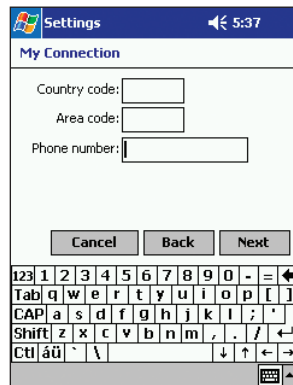 Settings 5:37
My Connection
Country code:
Area code:
Phone number:
Cancel Back Next
123 1 2 3 4 5 6 7 8 9 0 - =
Tab q w e r t y u i o p [ ]
CAP a s d f g h j k l ; '
Shift z x c v b n m , . /
Ctl áü ` \